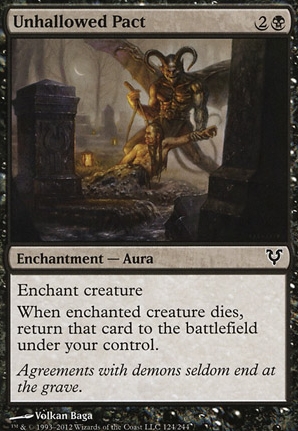 Unhallowed Pact 2
Enchantment — Aura
Enchant creature
When enchanted creature dies,
return that card to the battlefield
under your control.
Agreements with demons seldom end at
the grave.
Volkan Baga
™ & © 1993–2012 Wizards of the Coast LLC 124/244